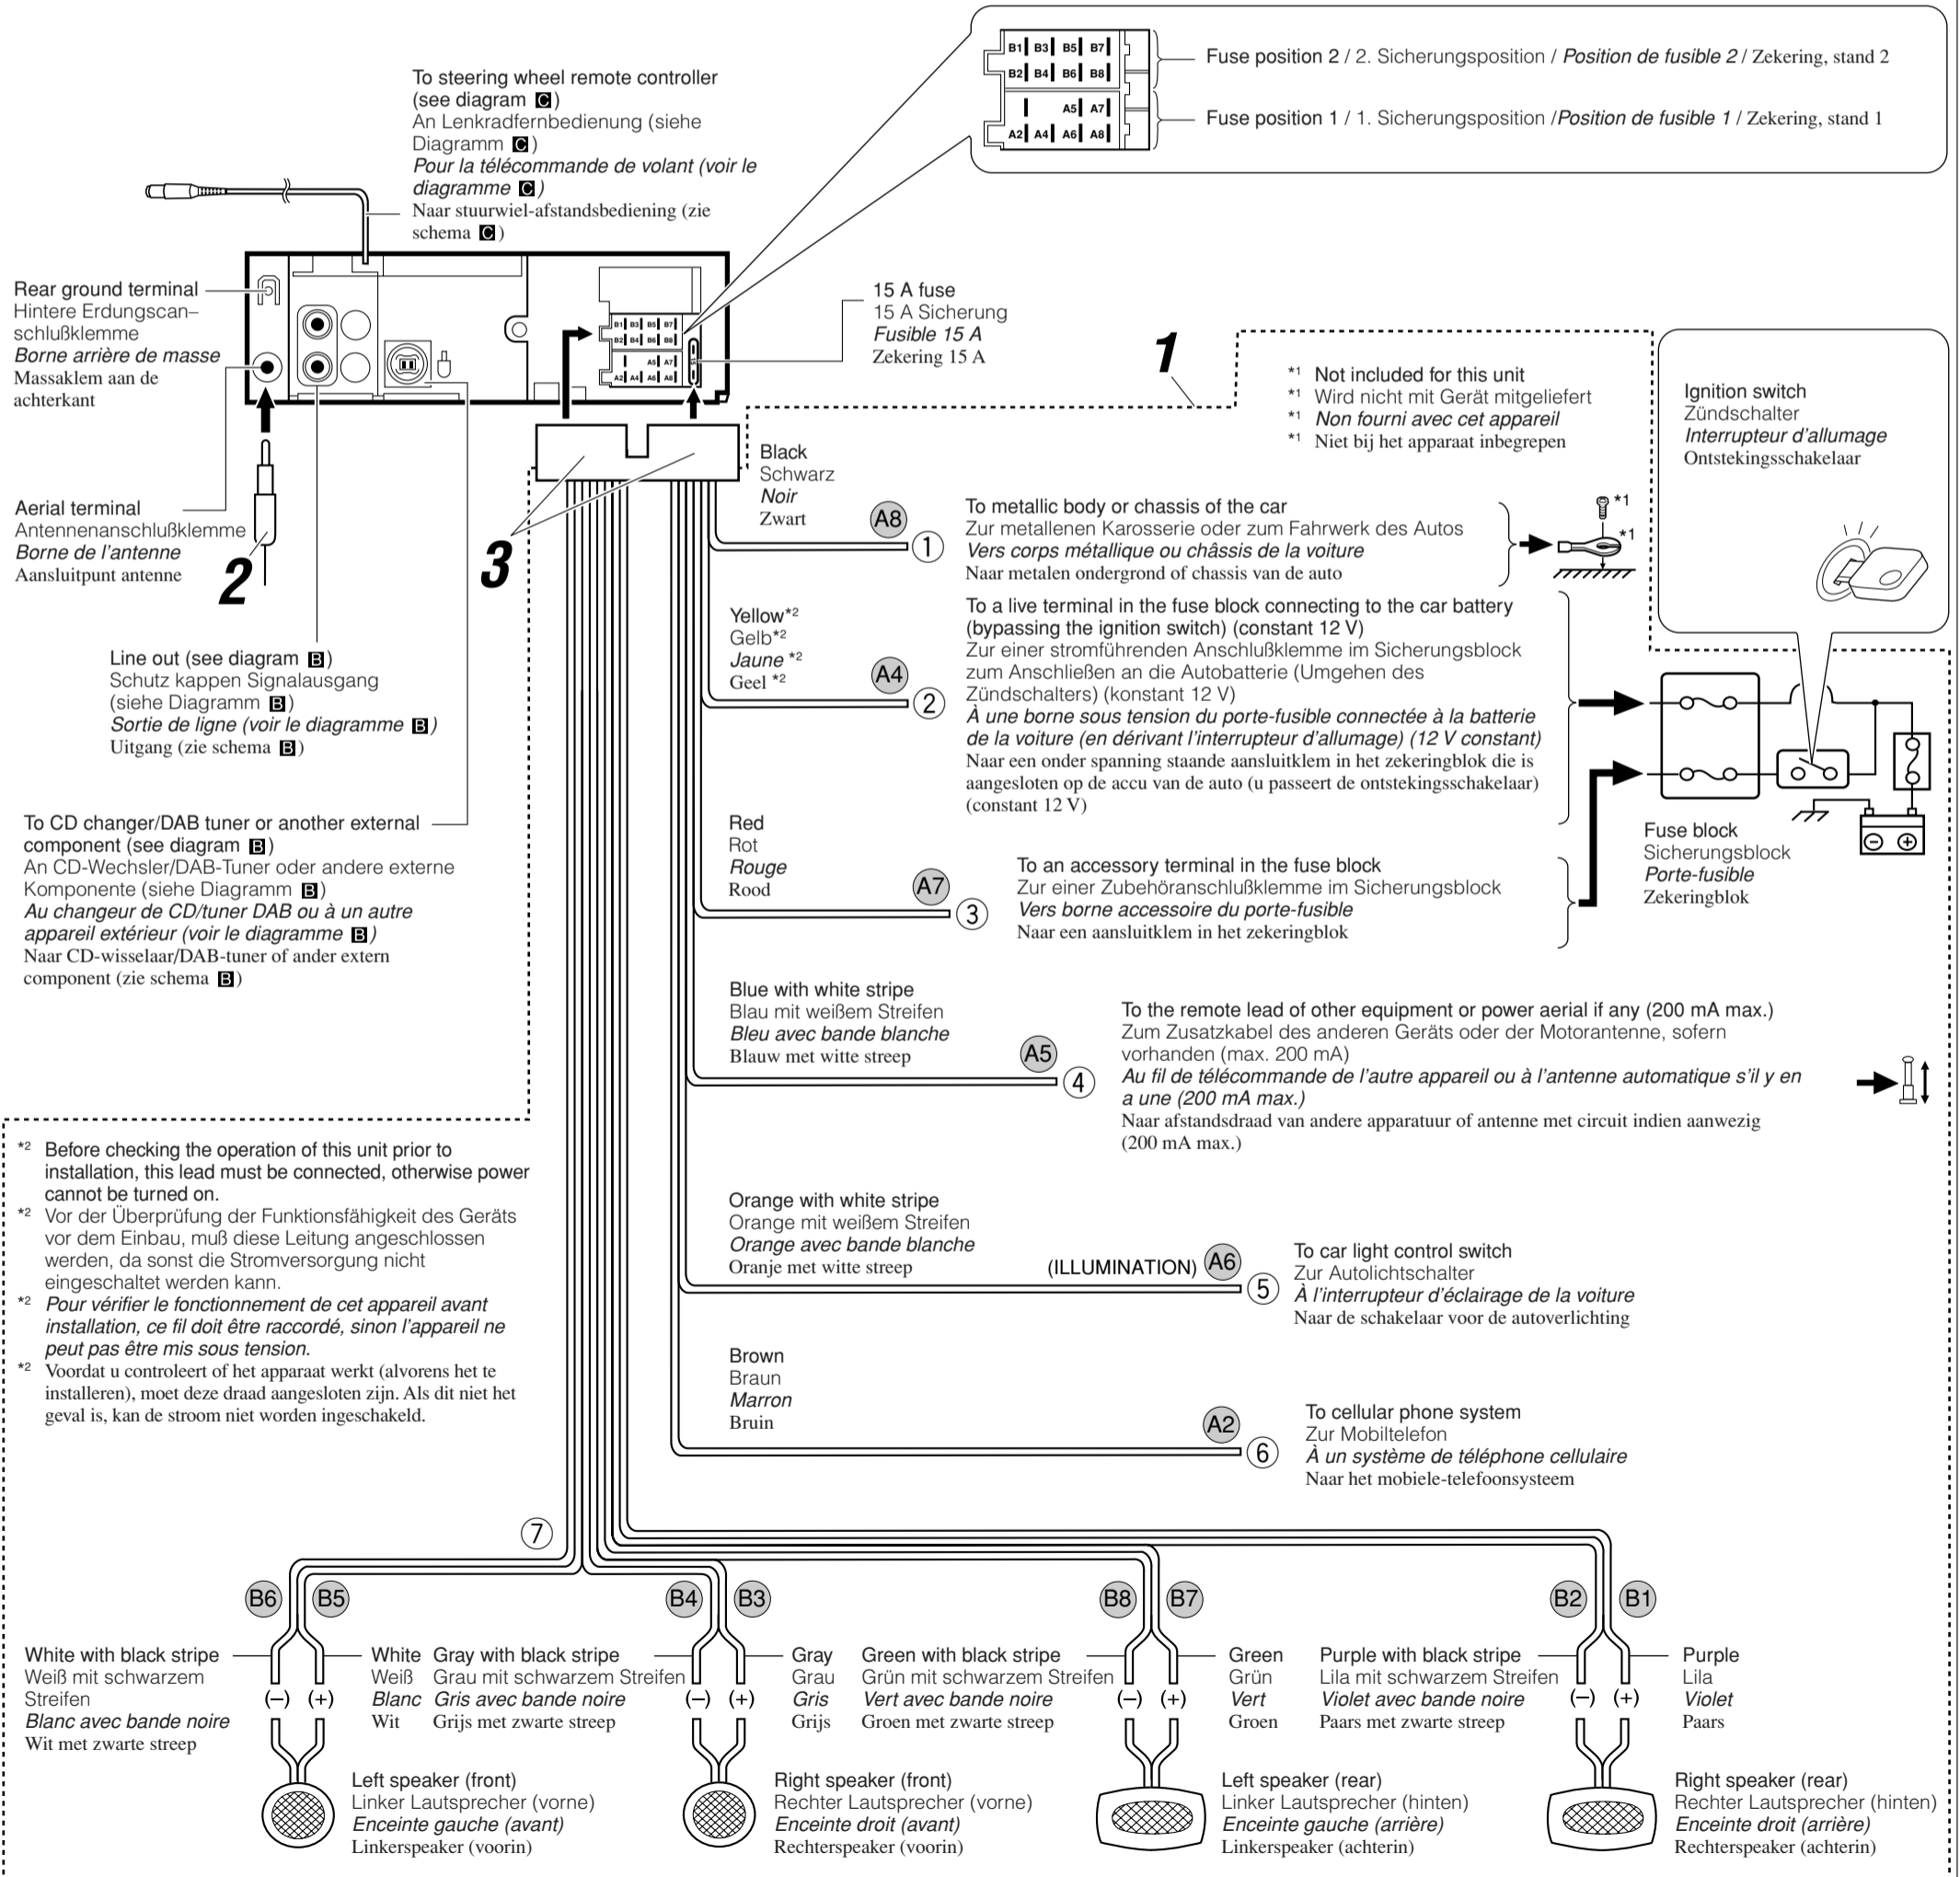 B1 B3 B5 B7
B2 B4 B6 B8
A5 A7
A2 A4 A6 A8
Fuse position 2 / 2. Sicherungsposition / Position de fusible 2 / Zekering, stand 2
Fuse position 1 / 1. Sicherungsposition /Position de fusible 1 / Zekering, stand 1
To steering wheel remote controller
(see diagram C)
An Lenkradfernbedienung (siehe
Diagramm C)
Pour la télécommande de volant (voir le
diagramme C)
Naar stuurwiel-afstandsbediening (zie
schema C)
Rear ground terminal
Hintere Erdungscan–
schlußklemme
Borne arrière de masse
Massaklem aan de
achterkant
B1 B3 B5 B7
B2 B4 B6 B8
A5 A7
A2 A4 A6 A8
15
15 A fuse
15 A Sicherung
Fusible 15 A
Zekering 15 A
1
*1 Not included for this unit
*1 Wird nicht mit Gerät mitgeliefert
*1 Non fourni avec cet appareil
*1 Niet bij het apparaat inbegrepen
Ignition switch
Zündschalter
Interrupteur d'allumage
Ontstekingsschakelaar
Aerial terminal
Antennenanschlußklemme
Borne de l'antenne
Aansluitpunt antenne
2
3
Black
Schwarz
Noir
Zwart
A8
1
To metallic body or chassis of the car
Zur metallenen Karosserie oder zum Fahrwerk des Autos
Vers corps métallique ou châssis de la voiture
Naar metalen ondergrond of chassis van de auto
*1
*1
Line out (see diagram B)
Schutz kappen Signalausgang
(siehe Diagramm B)
Sortie de ligne (voir le diagramme B)
Uitgang (zie schema B)
Yellow*2
Gelb*2
Jaune *2
Geel *2
A4
2
To a live terminal in the fuse block connecting to the car battery
(bypassing the ignition switch) (constant 12 V)
Zur einer stromführenden Anschlußklemme im Sicherungsblock
zum Anschließen an die Autobatterie (Umgehen des
Zündschalters) (konstant 12 V)
À une borne sous tension du porte-fusible connectée à la batterie
de la voiture (en dérivant l'interrupteur d'allumage) (12 V constant)
Naar een onder spanning staande aansluitklem in het zekeringblok die is
aangesloten op de accu van de auto (u passeert de ontstekingsschakelaar)
(constant 12 V)
To CD changer/DAB tuner or another external
component (see diagram B)
An CD-Wechsler/DAB-Tuner oder andere externe
Komponente (siehe Diagramm B)
Au changeur de CD/tuner DAB ou à un autre
appareil extérieur (voir le diagramme B)
Naar CD-wisselaar/DAB-tuner of ander extern
component (zie schema B)
Red
Rot
Rouge
Rood
A7
3
To an accessory terminal in the fuse block
Zur einer Zubehöranschlußklemme im Sicherungsblock
Vers borne accessoire du porte-fusible
Naar een aansluitklem in het zekeringblok
Fuse block
Sicherungsblock
Porte-fusible
Zekeringblok
Blue with white stripe
Blau mit weißem Streifen
Bleu avec bande blanche
Blauw met witte streep
A5
4
To the remote lead of other equipment or power aerial if any (200 mA max.)
Zum Zusatzkabel des anderen Geräts oder der Motorantenne, sofern
vorhanden (max. 200 mA)
Au fil de télécommande de l'autre appareil ou à l'antenne automatique s'il y en
a une (200 mA max.)
Naar afstandsdraad van andere apparatuur of antenne met circuit indien aanwezig
(200 mA max.)
*2 Before checking the operation of this unit prior to
installation, this lead must be connected, otherwise power
cannot be turned on.
*2 Vor der Überprüfung der Funktionsfähigkeit des Geräts
vor dem Einbau, muß diese Leitung angeschlossen
werden, da sonst die Stromversorgung nicht
eingeschaltet werden kann.
*2 Pour vérifier le fonctionnement de cet appareil avant
installation, ce fil doit être raccordé, sinon l'appareil ne
peut pas être mis sous tension.
*2 Voordat u controleert of het apparaat werkt (alvorens het te
installeren), moet deze draad aangesloten zijn. Als dit niet het
geval is, kan de stroom niet worden ingeschakeld.
Orange with white stripe
Orange mit weißem Streifen
Orange avec bande blanche
Oranje met witte streep
(ILLUMINATION) A6
5
To car light control switch
Zur Autolichtschalter
À l'interrupteur d'éclairage de la voiture
Naar de schakelaar voor de autoverlichting
Brown
Braun
Marron
Bruin
A2
6
To cellular phone system
Zur Mobiltelefon
À un système de téléphone cellulaire
Naar het mobiele-telefoonsysteem
7
B6 B5 B4 B3 B8 B7 B2 B1
White with black stripe
Weiß mit schwarzem
Streifen
Blanc avec bande noire
Wit met zwarte streep
(–) (+)
White
Weiß
Blanc
Wit
Left speaker (front)
Linker Lautsprecher (vorne)
Enceinte gauche (avant)
Linkerspeaker (voorin)
Gray with black stripe
Grau mit schwarzem Streifen
Gris avec bande noire
Grijs met zwarte streep
(–) (+)
Gray
Grau
Gris
Grijs
Right speaker (front)
Rechter Lautsprecher (vorne)
Enceinte droit (avant)
Rechterspeaker (voorin)
Green with black stripe
Grün mit schwarzem Streifen
Vert avec bande noire
Groen met zwarte streep
(–) (+)
Green
Grün
Vert
Groen
Left speaker (rear)
Linker Lautsprecher (hinten)
Enceinte gauche (arrière)
Linkerspeaker (achterin)
Purple with black stripe
Lila mit schwarzem Streifen
Violet avec bande noire
Paars met zwarte streep
(–) (+)
Purple
Lila
Violet
Paars
Right speaker (rear)
Rechter Lautsprecher (hinten)
Enceinte droit (arrière)
Rechterspeaker (achterin)